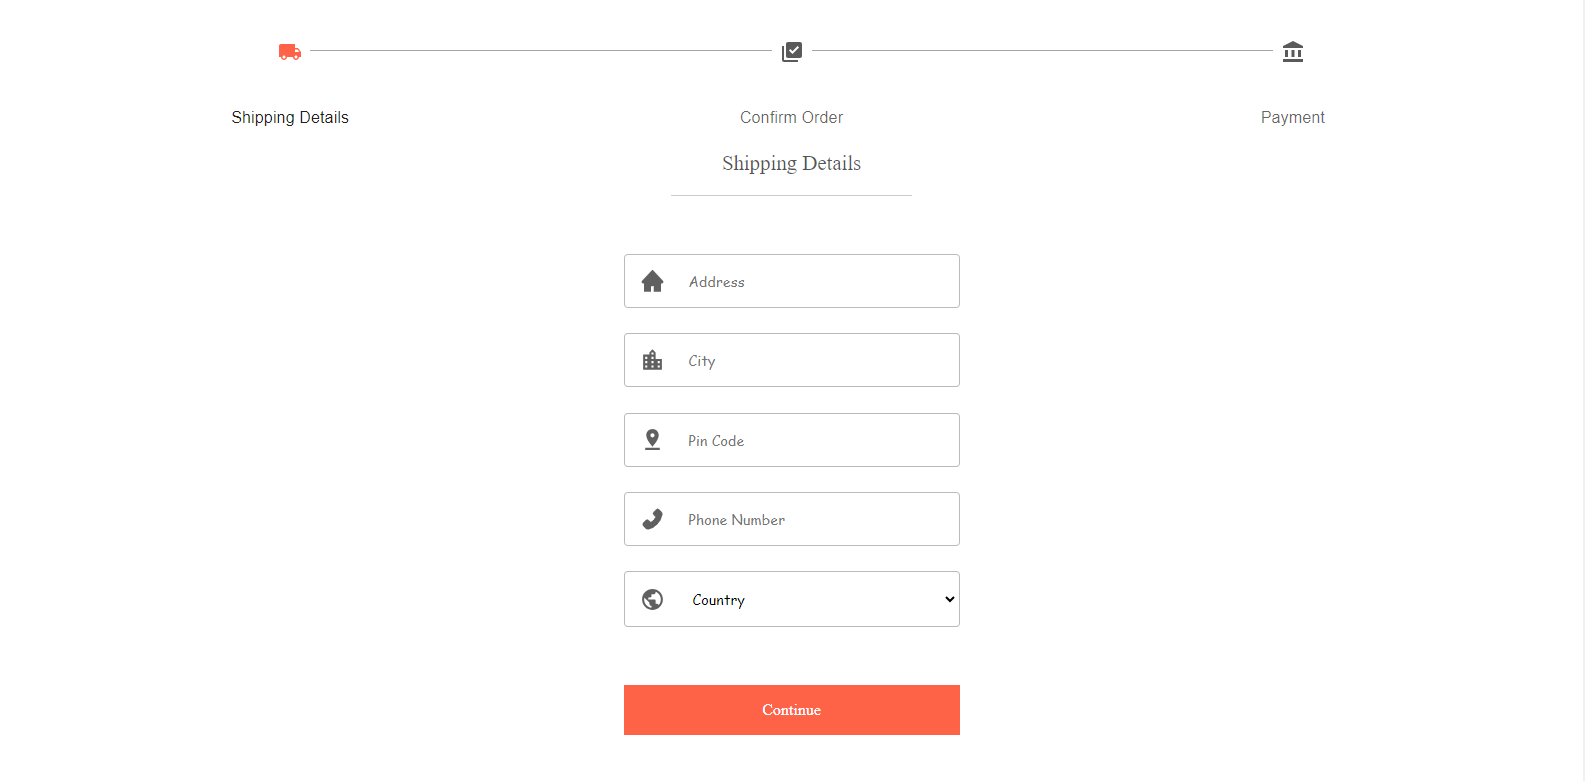 Shipping Details
Confirm Order
Payment
Shipping Details
Address
City
Pin Code
Phone Number
Country
Continue